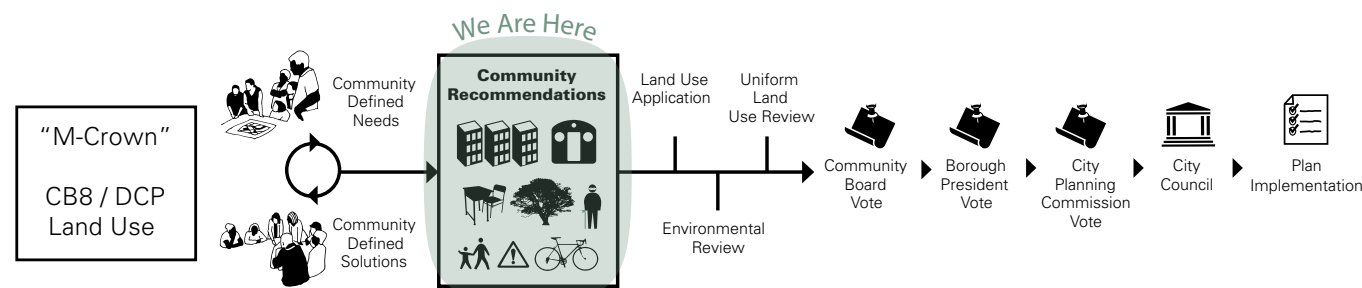 "M-Crown"
CB8 / DCP
Land Use
Community
Defined
Needs
Community
Defined
Solutions
We Are Here
Community
Recommendations
Land Use
Application
Environmental
Review
Uniform
Land
Use Review
Community
Board
Vote
Borough
President
Vote
City
Planning
Commission
Vote
City
Council
Plan
Implementation